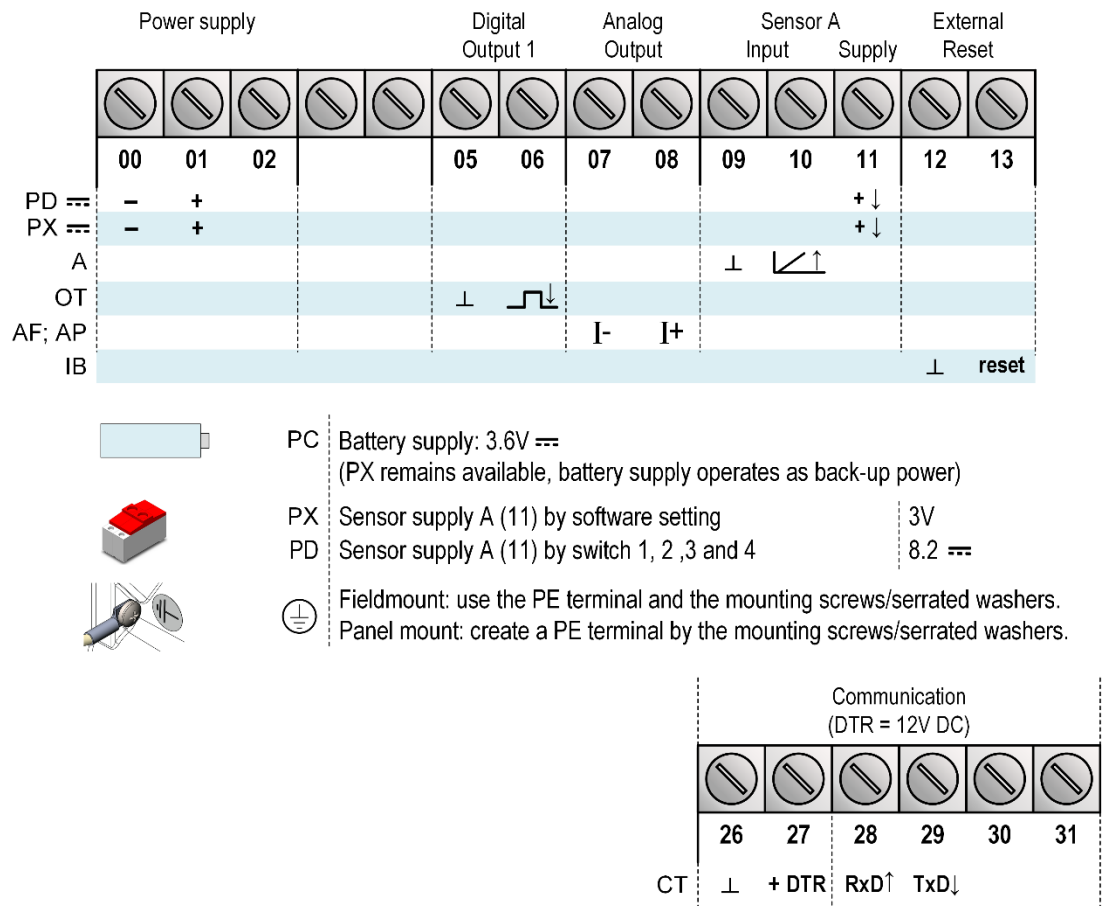 Power supply Digital Output 1 Analog Output Sensor A Input Supply External Reset
00 01 02 05 06 07 08 09 10 11 12 13
PD ⎓ − + + ↓
PX ⎓ − + + ↓
A ⊥ ↑
OT ⊥ ↓
AF; AP I- I+
IB ⊥ reset
PC Battery supply: 3.6V ⎓
(PX remains available, battery supply operates as back-up power)
PX Sensor supply A (11) by software setting 3V
PD Sensor supply A (11) by switch 1, 2 ,3 and 4 8.2 ⎓
Fieldmount: use the PE terminal and the mounting screws/serrated washers.
Panel mount: create a PE terminal by the mounting screws/serrated washers.
Communication
(DTR = 12V DC)
26 27 28 29 30 31
CT ⊥ + DTR RxD↑ TxD↓